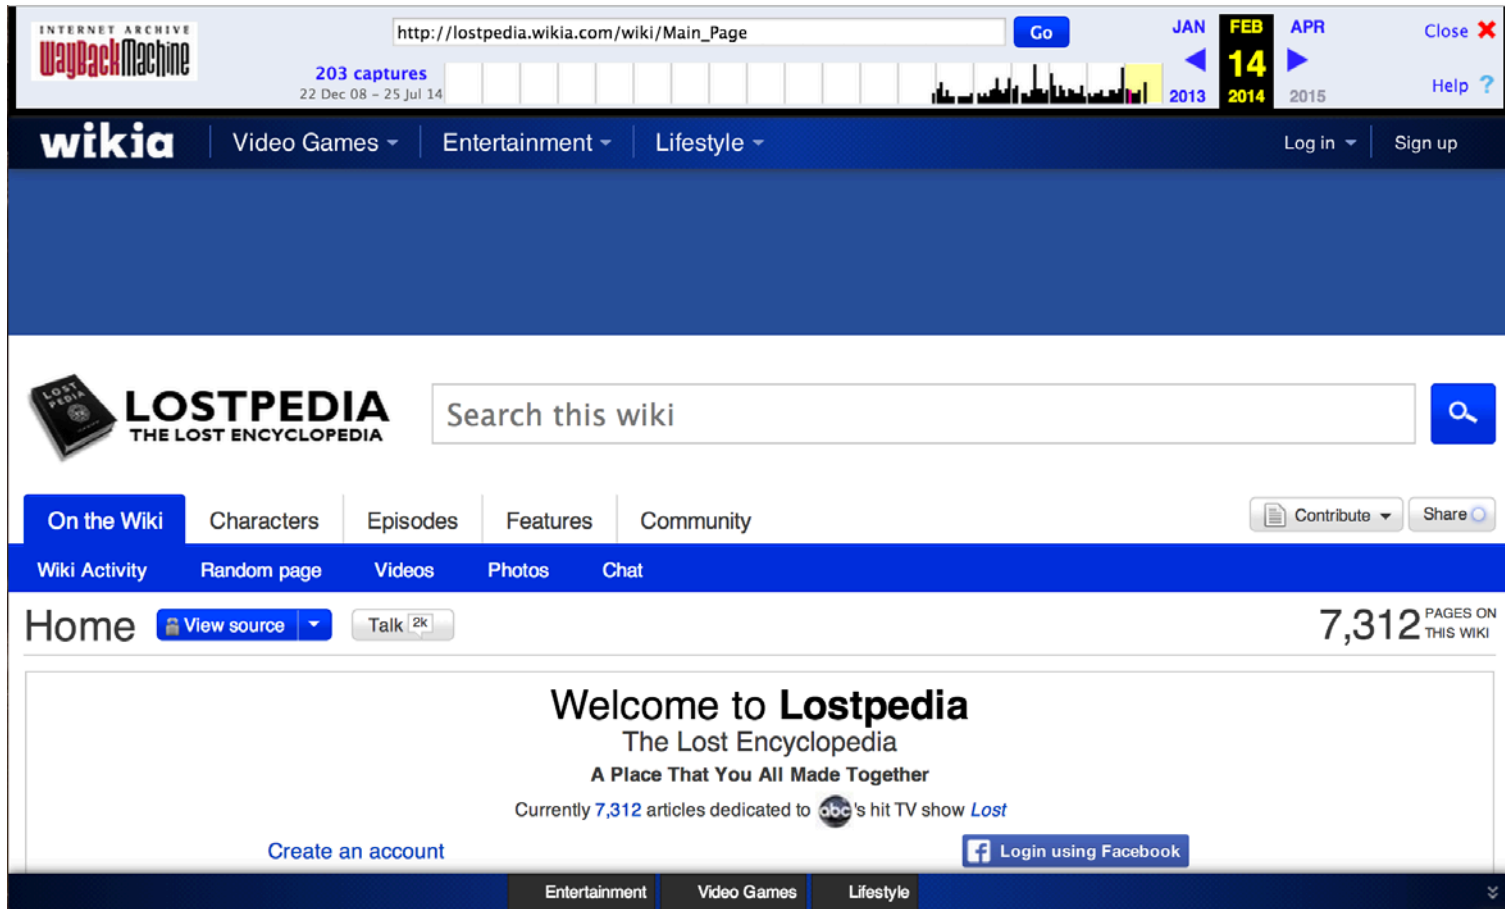 INTERNET ARCHIVE
WayBackMachine
http://lostpedia.wikia.com/wiki/Main_Page
Go
203 captures
22 Dec 08 – 25 Jul 14
JAN FEB APR
14
2013 2014 2015
Close
Help ?
wikia
Video Games
Entertainment
Lifestyle
Log in
Sign up
LOST
PEDIA
LOSTPEDIA
THE LOST ENCYCLOPEDIA
Search this wiki
On the Wiki
Characters
Episodes
Features
Community
Contribute
Share
Wiki Activity
Random page
Videos
Photos
Chat
Home
View source
Talk 2k
7,312 PAGES ON
THIS WIKI
Welcome to Lostpedia
The Lost Encyclopedia
A Place That You All Made Together
Currently 7,312 articles dedicated to abc's hit TV show Lost
Create an account
f Login using Facebook
Entertainment
Video Games
Lifestyle